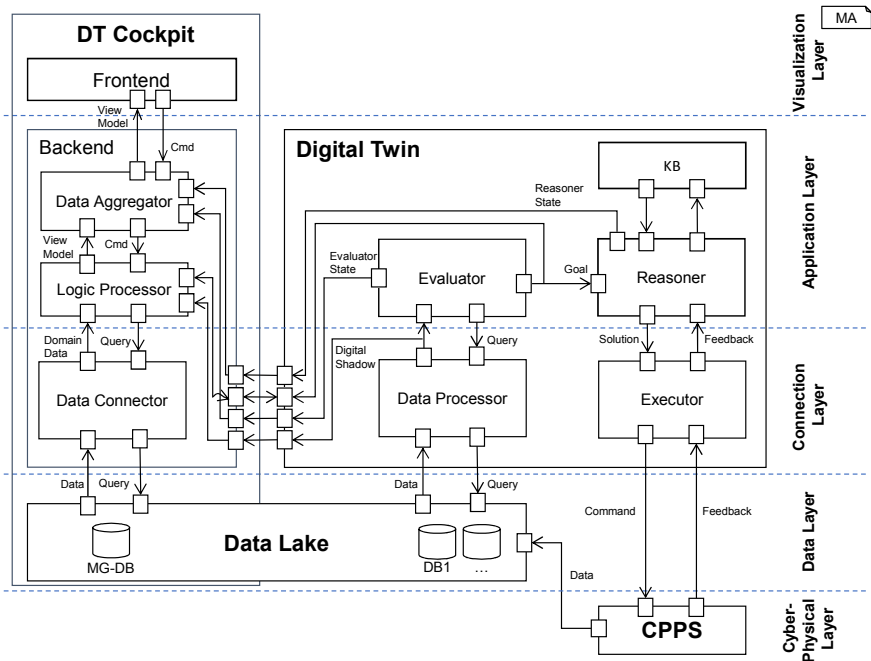 DT Cockpit
MA
Visualization
Layer
Frontend
View
Model
Cmd
Backend
Digital Twin
KB
Application Layer
Data Aggregator
Reasoner
State
View
Model
Cmd
Evaluator
State
Evaluator
Goal
Reasoner
Logic Processor
Domain
Data
Query
Digital
Shadow
Query
Solution
Feedback
Connection
Layer
Data Connector
Data Processor
Executor
Data
Query
Data
Query
Command
Feedback
Data Layer
Data Lake
MG-DB
DB1
...
Data
CPPS
Cyber-
Physical
Layer